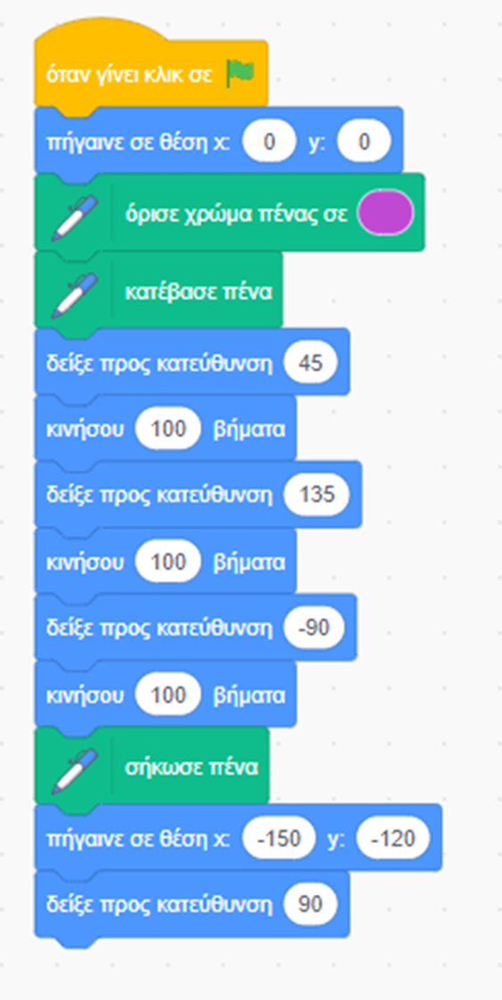 όταν γίνει κλικ σε
πήγαινε σε θέση x: 0 y: 0
όρισε χρώμα πένας σε
κατέβασε πένα
δείξε προς κατεύθυνση 45
κινήσου 100 βήματα
δείξε προς κατεύθυνση 135
κινήσου 100 βήματα
δείξε προς κατεύθυνση -90
κινήσου 100 βήματα
σήκωσε πένα
πήγαινε σε θέση x: -150 y: -120
δείξε προς κατεύθυνση 90